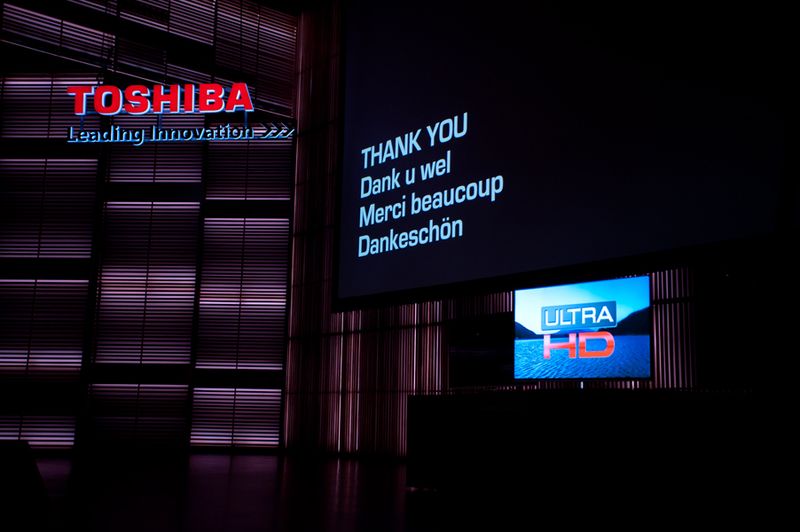 TOSHIBA
Leading Innovation >>>
THANK YOU
Dank u wel
Merci beaucoup
Dankeschön
ULTRA
HD